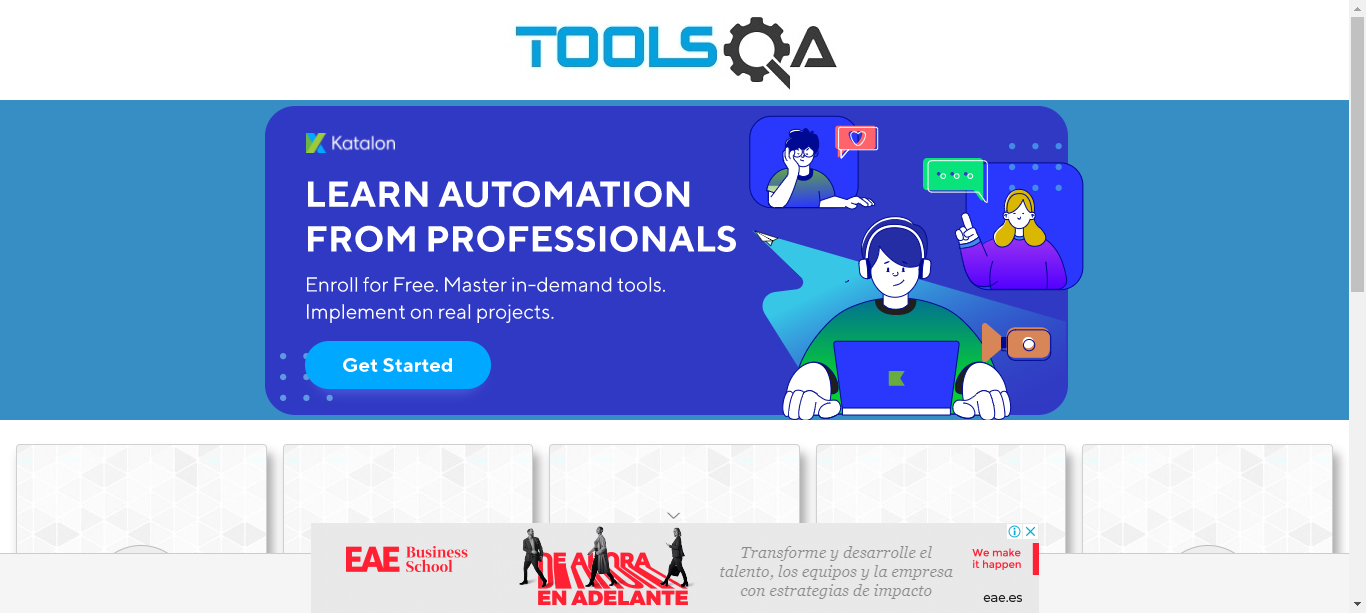 TOOLSQA
Katalon
LEARN AUTOMATION
FROM PROFESSIONALS
Enroll for Free. Master in-demand tools.
Implement on real projects.
Get Started
EAE Business
School
DE AHORA
EN ADELANTE
Transforme y desarrolle el
talento, los equipos y la empresa
con estrategias de impacto
We make
it happen
eae.es